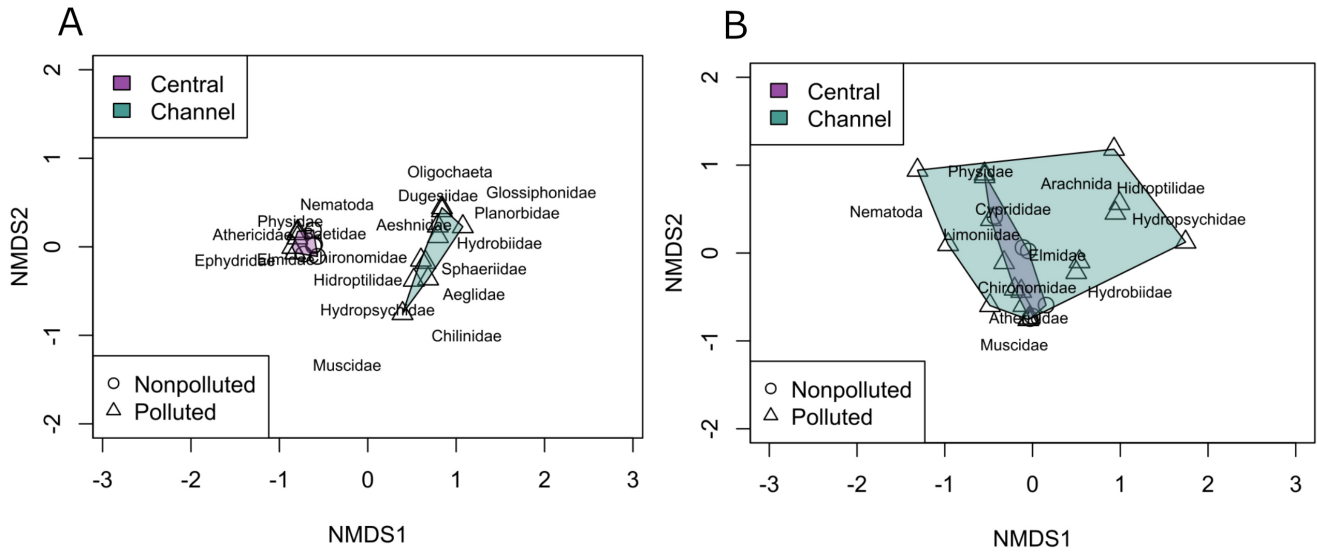 A
B
Central
Channel
Oligochaeta
Dugesiidae
Glossiphonidae
Nematoda
Planorbidae
Physidae
Aeshnidae
Athericidae
Baetidae
Hydrobiidae
Ephydridae
Elmidae
Chironomidae
Sphaeriidae
Hidroptilidae
Aeglidae
Hydropsychidae
Chilinidae
Muscidae
Nonpolluted
Polluted
2
1
0
-1
-2
NMDS2
-3 -2 -1 0 1 2 3
NMDS1
Central
Channel
Physidae
Arachnida
Hidroptilidae
Nematoda
Cyprididae
Hydropsychidae
Limoniidae
Elmidae
Chironomidae
Hydrobiidae
Athericidae
Muscidae
Nonpolluted
Polluted
2
1
0
-1
-2
NMDS2
-3 -2 -1 0 1 2 3
NMDS1